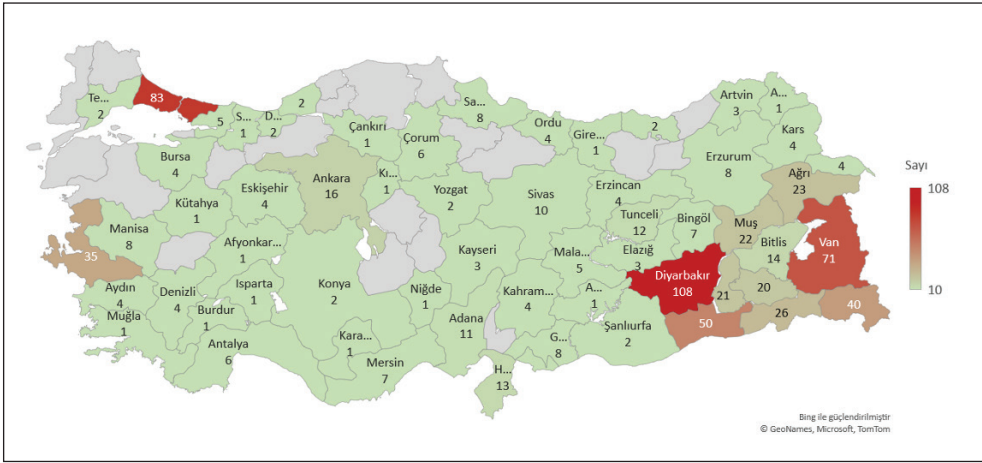 83
Te...
2
5
S...
1
D...
2
2
Çankırı
1
Çorum
6
Sa...
8
Ordu
4
Gire...
1
2
Artvin
3
A...
1
Kars
4
4
Bursa
4
Kütahya
1
Eskişehir
4
Ankara
16
Kı...
1
Yozgat
2
Sivas
10
Erzincan
4
Erzurum
8
Ağrı
23
Tunceli
12
Bingöl
7
Muş
22
Bitlis
14
Van
71
35
Manisa
8
Afyonkar...
1
Kayseri
3
Mala...
5
Elazığ
3
Diyarbakır
108
21
20
40
26
50
Aydın
4
Denizli
4
Isparta
1
Konya
2
Niğde
1
Kahram...
4
A...
1
Şanlıurfa
2
Muğla
1
Burdur
1
Antalya
6
Kara...
1
Mersin
7
Adana
11
G...
8
H...
13
Sayı
108
10
Bing ile güçlendirilmiştir
© GeoNames, Microsoft, TomTom